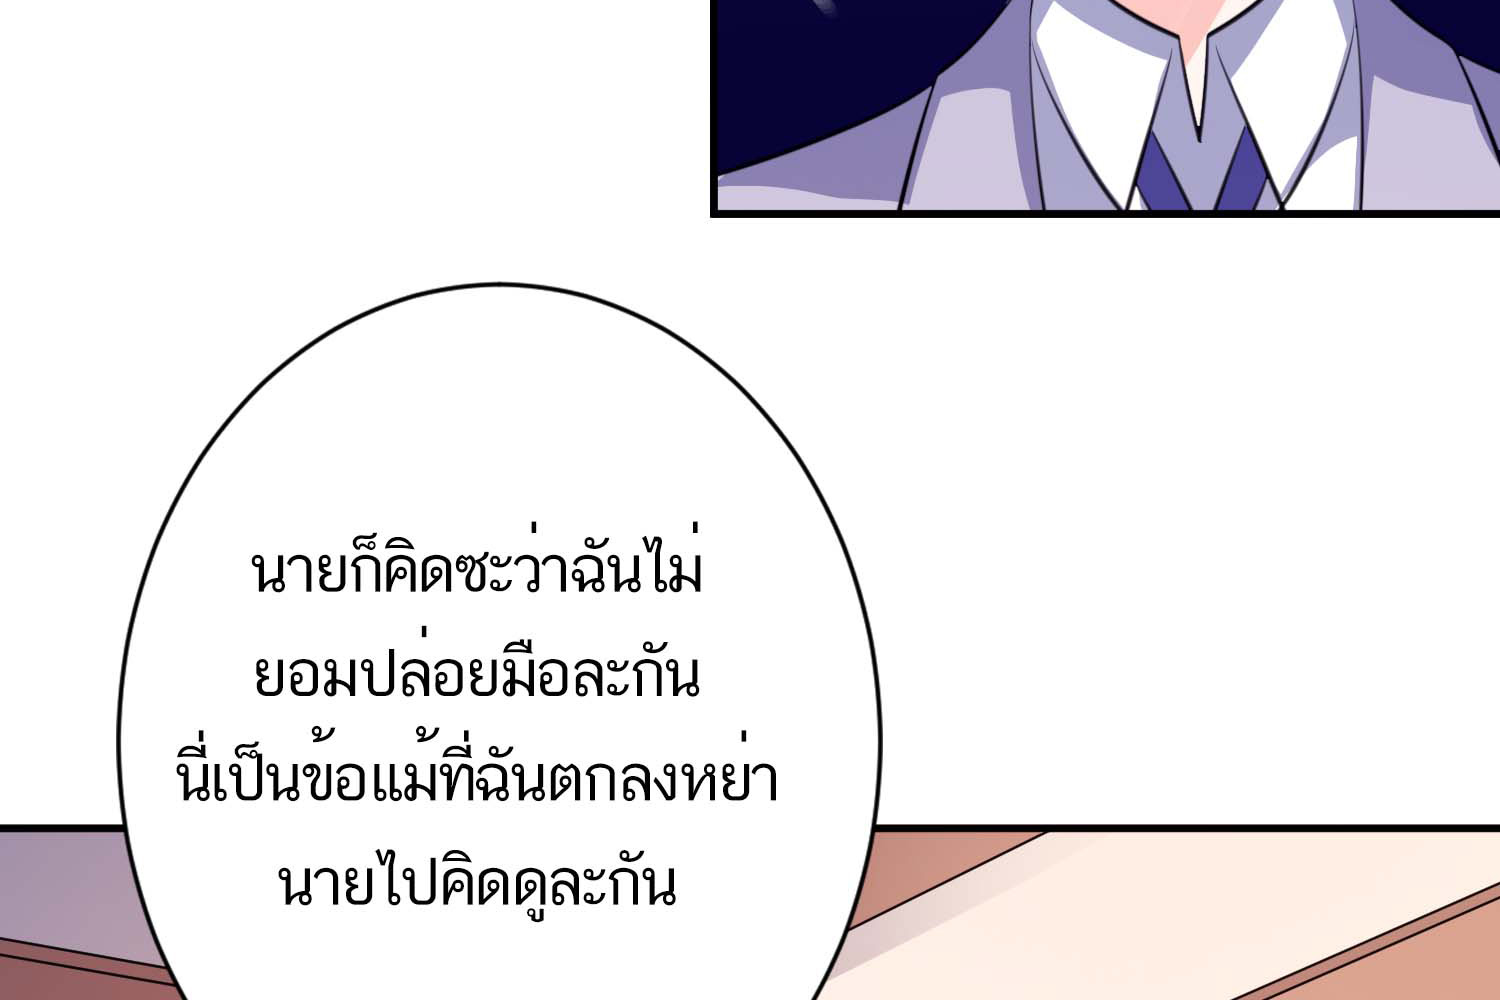 นายก็คิดซะว่าฉันไม่
ยอมปล่อยมือละกัน
นี่เป็นข้อแม้ที่ฉันตกลงหย่า
นายไปคิดดูละกัน